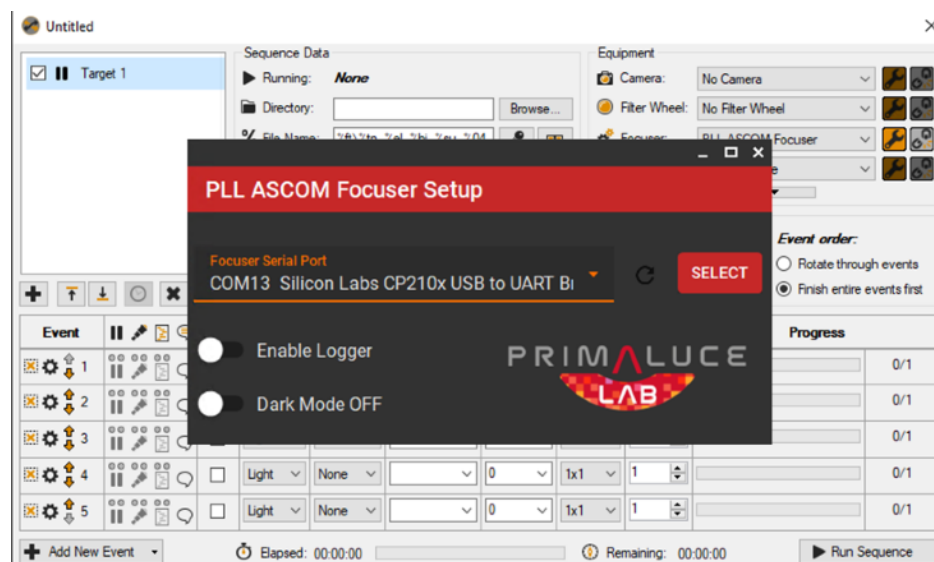 Untitled
Target 1
Sequence Data
Running: None
Directory: Browse...
Equipment
Camera: No Camera
Filter Wheel: No Filter Wheel
Focuser
PLL ASCOM Focuser Setup
Focuser Serial Port
COM13 Silicon Labs CP210x USB to UART
SELECT
Enable Logger
Dark Mode OFF
PRIMALUCE
LAB
Event order:
Rotate through events
Finish entire events first
Event Progress
1 0/1
2 0/1
3 0/1
4 Light None 0 1x1 1 0/1
5 Light None 0 1x1 1 0/1
Add New Event Elapsed: 00:00:00 Remaining: 00:00:00 Run Sequence